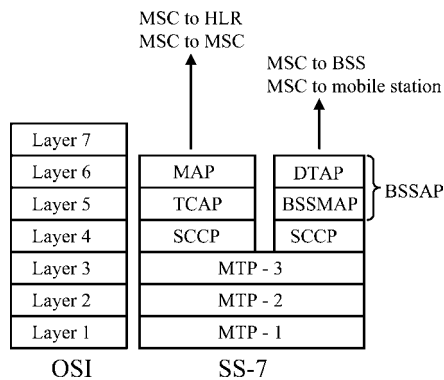 MSC to HLR
MSC to MSC
MSC to BSS
MSC to mobile station
Layer 7
Layer 6
MAP
DTAP
BSSAP
Layer 5
TCAP
BSSMAP
Layer 4
SCCP
SCCP
Layer 3
MTP - 3
Layer 2
MTP - 2
Layer 1
MTP - 1
OSI
SS-7